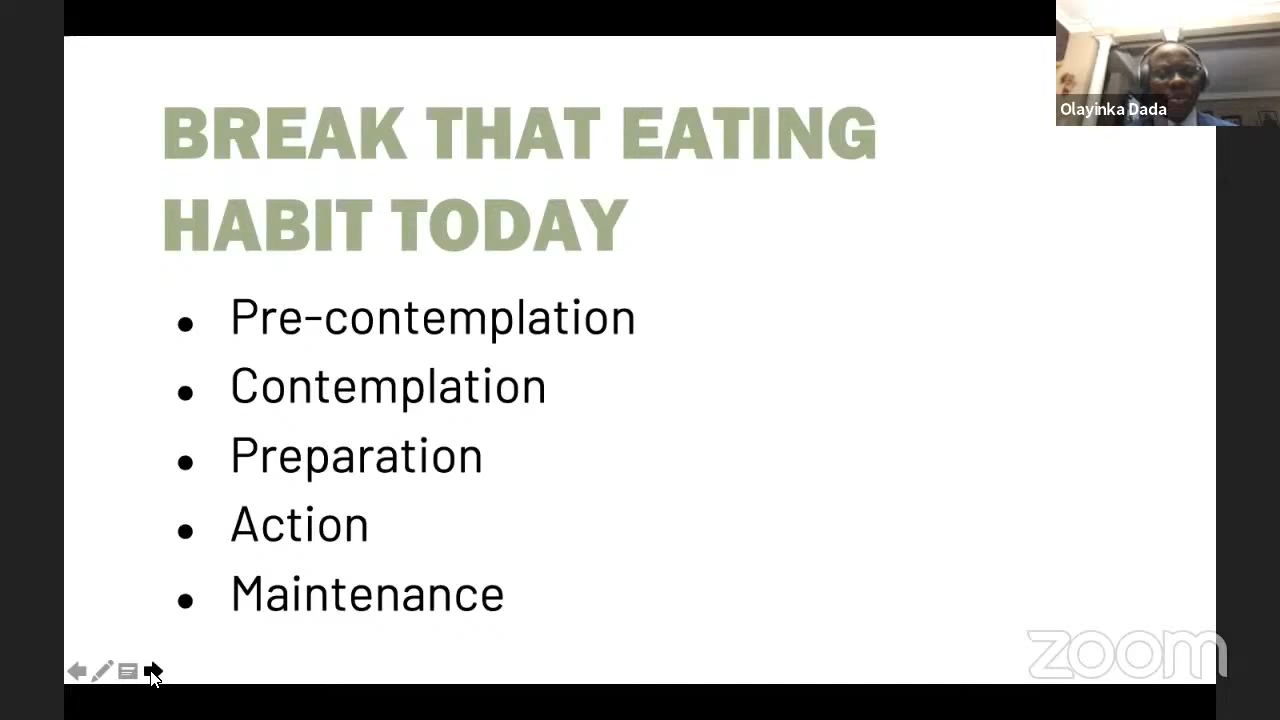 Olayinka Dada
BREAK THAT EATING
HABIT TODAY
• Pre-contemplation
• Contemplation
• Preparation
• Action
• Maintenance
zoom